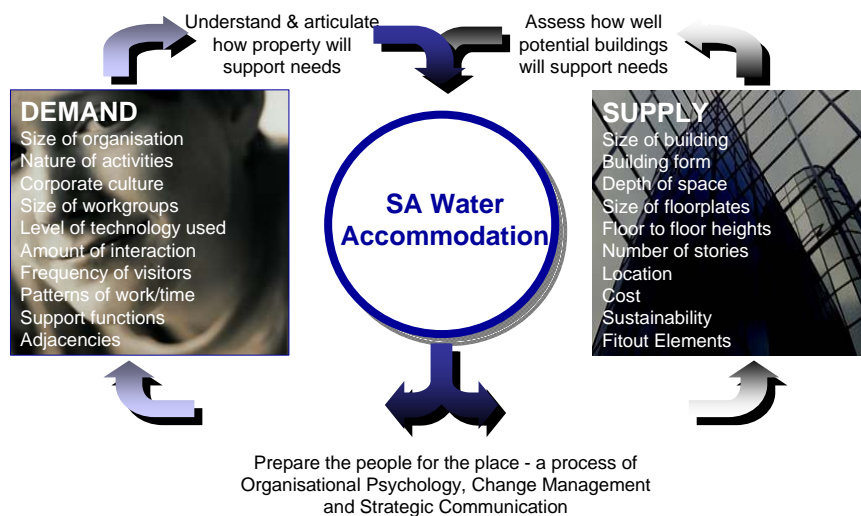 Understand & articulate
how property will
support needs
Assess how well
potential buildings
will support needs
DEMAND
Size of organisation
Nature of activities
Corporate culture
Size of workgroups
Level of technology used
Amount of interaction
Frequency of visitors
Patterns of work/time
Support functions
Adjacencies
SA Water
Accommodation
SUPPLY
Size of building
Building form
Depth of space
Size of floorplates
Floor to floor heights
Number of stories
Location
Cost
Sustainability
Fitout Elements
Prepare the people for the place - a process of
Organisational Psychology, Change Management
and Strategic Communication